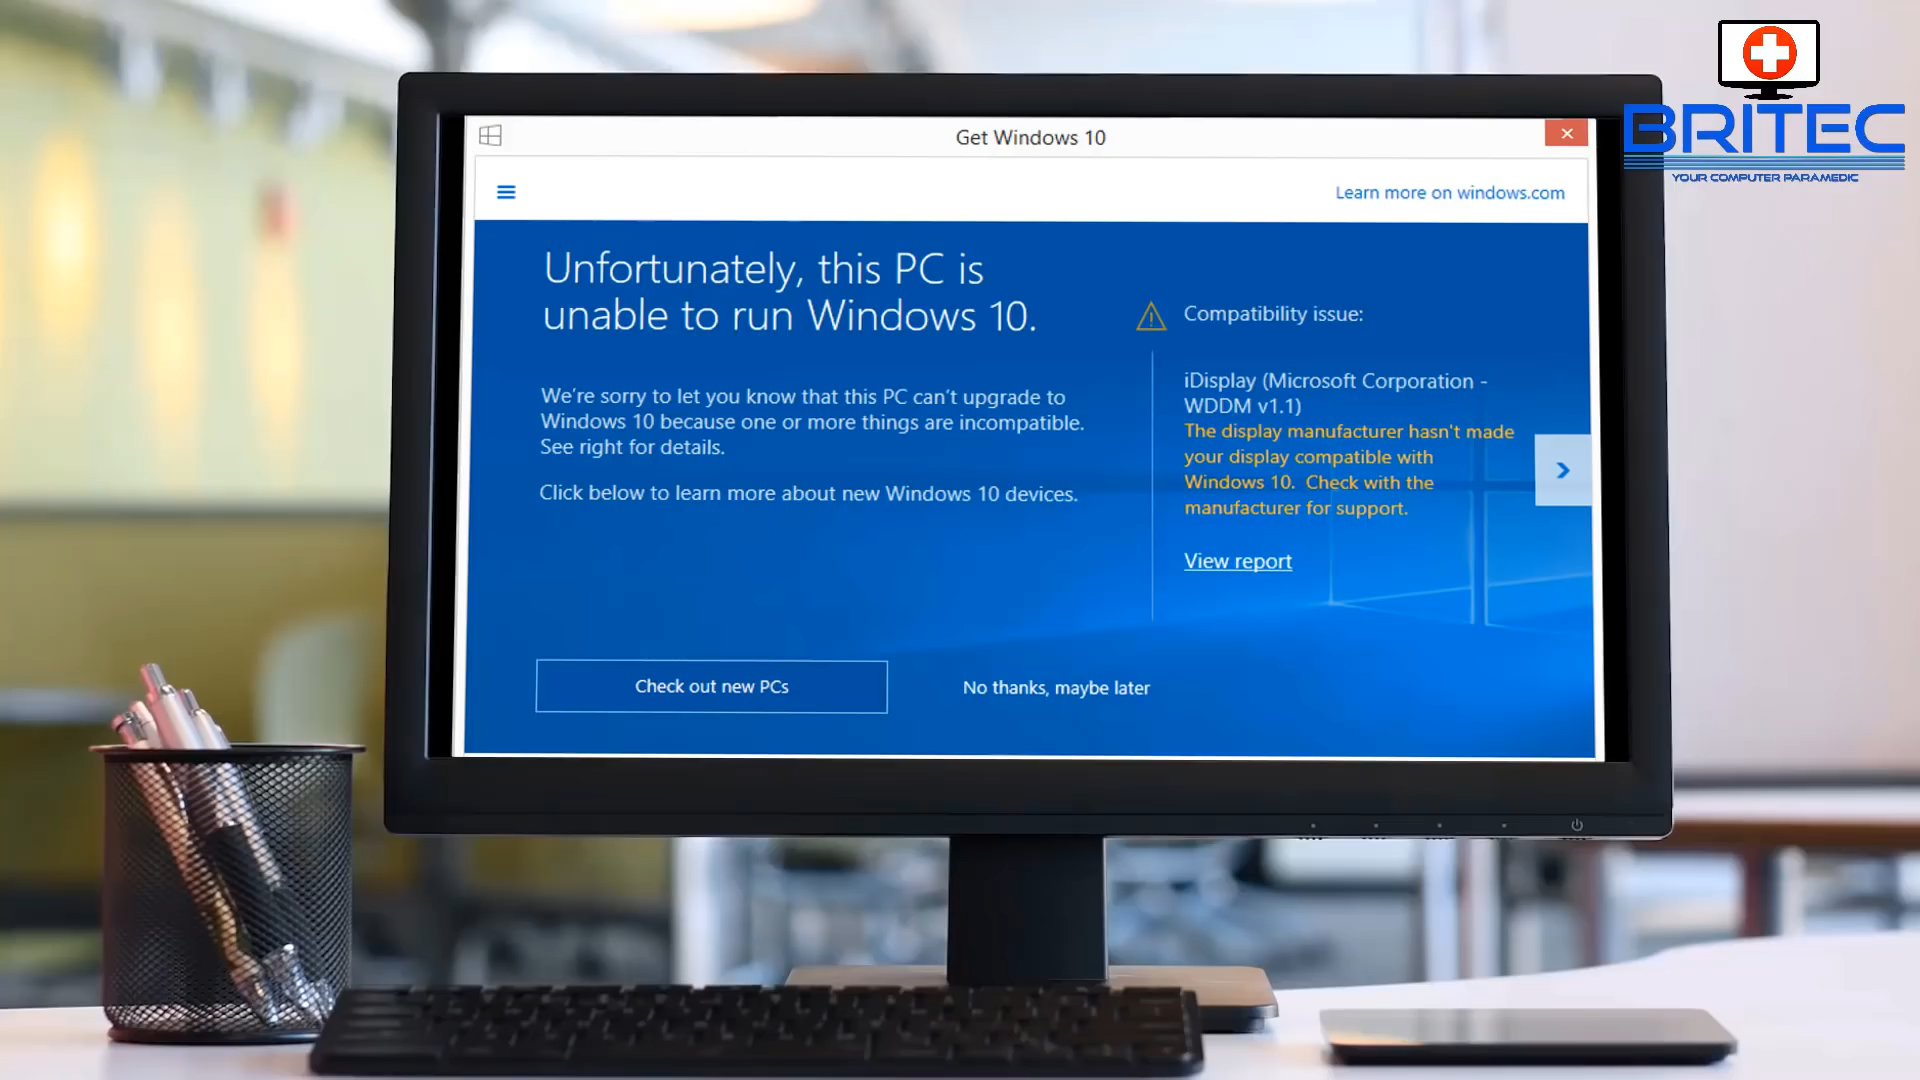 BRITEC
YOUR COMPUTER PARAMEDIC
Get Windows 10
Learn more on windows.com
Unfortunately, this PC is
unable to run Windows 10.
We're sorry to let you know that this PC can't upgrade to
Windows 10 because one or more things are incompatible.
See right for details.
Click below to learn more about new Windows 10 devices.
Compatibility issue:
iDisplay (Microsoft Corporation -
WDDM v1.1)
The display manufacturer hasn't made
your display compatible with
Windows 10.  Check with the
manufacturer for support.
View report
Check out new PCs
No thanks, maybe later